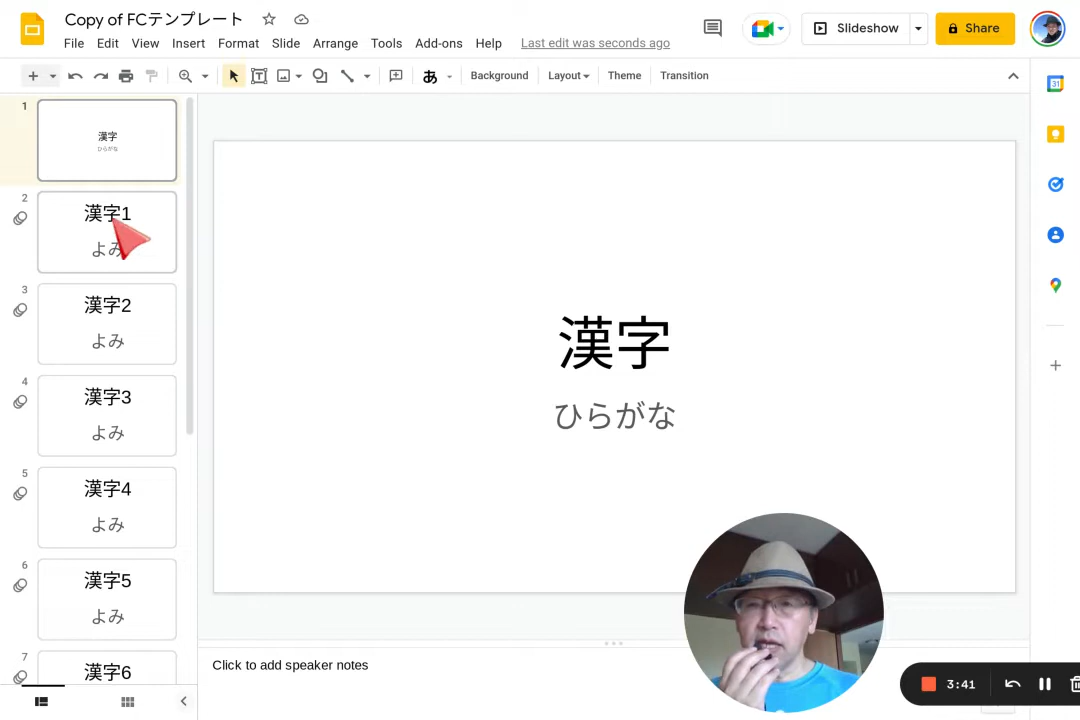 Copy of FCテンプレート
File Edit View Insert Format Slide Arrange Tools Add-ons Help Last edit was seconds ago
Slideshow
Share
あ Background Layout Theme Transition
31
1
漢字
ひらがな
2
漢字1
よみ
3
漢字2
よみ
4
漢字3
よみ
5
漢字4
よみ
6
漢字5
よみ
7
漢字6
漢字
ひらがな
Click to add speaker notes
3:41